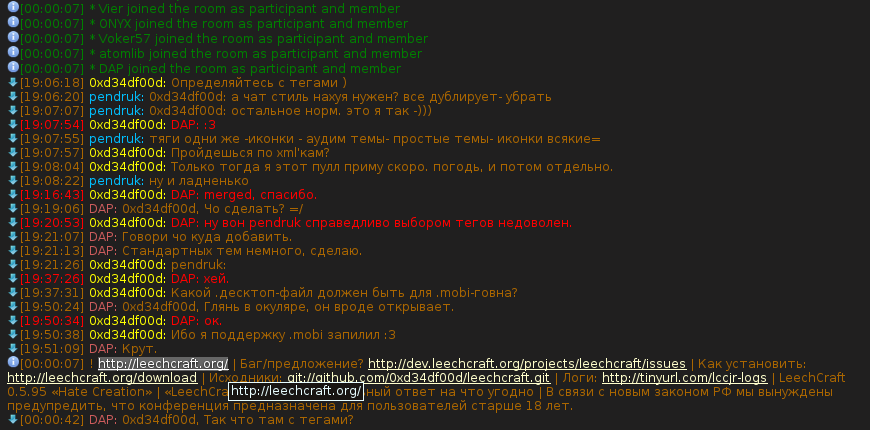 [00:00:07] * Vier joined the room as participant and member
[00:00:07] * ONYX joined the room as participant and member
[00:00:07] * Voker57 joined the room as participant and member
[00:00:07] * atomlib joined the room as participant and member
[00:00:07] * DAP joined the room as participant and member
[19:06:18] 0xd34df00d: Определяйтесь с тегами )
[19:06:20] pendruk: 0xd34df00d: а чат стиль нахуя нужен? все дублирует- убрать
[19:07:07] pendruk: 0xd34df00d: остальное норм. это я так -)))
[19:07:54] 0xd34df00d: DAP: :3
[19:07:55] pendruk: тяги одни же -иконки - аудим темы- простые темы- иконки всякие=
[19:07:57] 0xd34df00d: Пройдешься по xml'кам?
[19:08:04] 0xd34df00d: Только тогда я этот пулл приму скоро. погодь, и потом отдельно.
[19:08:22] pendruk: ну и ладненько
[19:16:43] 0xd34df00d: DAP: merged, спасибо.
[19:19:06] DAP: 0xd34df00d, Чо сделать? =/
[19:20:53] 0xd34df00d: DAP: ну вон pendruk справедливо выбором тегов недоволен.
[19:21:07] DAP: Говори чо куда добавить.
[19:21:13] DAP: Стандартных тем немного, сделаю.
[19:21:26] 0xd34df00d: pendruk:
[19:37:26] 0xd34df00d: DAP: хей.
[19:37:31] 0xd34df00d: Какой .десктоп-файл должен быть для .mobi-говна?
[19:50:24] DAP: 0xd34df00d, Глянь в окуляре, он вроде открывает.
[19:50:34] 0xd34df00d: DAP: ок.
[19:50:38] 0xd34df00d: Ибо я поддержку .mobi запилил :3
[19:51:09] DAP: Крут.
[00:00:07] ! http://leechcraft.org/ | Баг/предложение? http://dev.leechcraft.org/projects/leechcraft/issues | Как установить:
http://leechcraft.org/download | Исходники: git://github.com/0xd34df00d/leechcraft.git | Логи: http://tinyurl.com/lccjr-logs | LeechCraft
0.5.95 «Hate Creation» | «LeechCra http://leechcraft.org/ ный ответ на что угодно | В связи с новым законом РФ мы вынуждены
предупредить, что конференция предназначена для пользователей старше 18 лет.
[00:00:42] DAP: 0xd34df00d, Так что там с тегами?